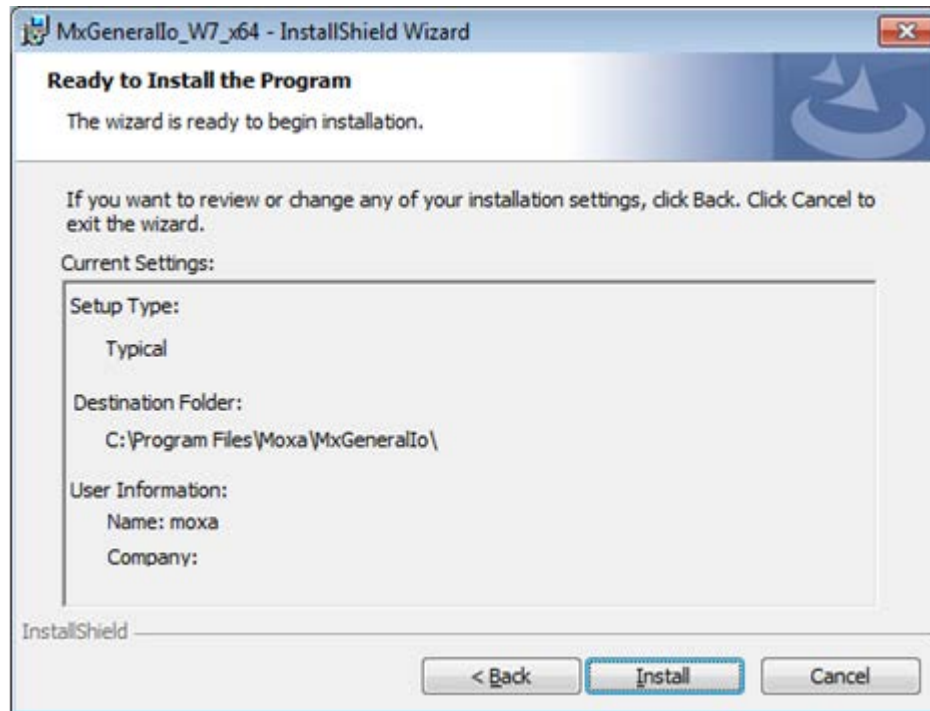 MxGeneralIo_W7_x64 - InstallShield Wizard
Ready to Install the Program
The wizard is ready to begin installation.
If you want to review or change any of your installation settings, click Back. Click Cancel to
exit the wizard.
Current Settings:
Setup Type:
Typical
Destination Folder:
C:\Program Files\Moxa\MxGeneralIo\
User Information:
Name: moxa
Company:
InstallShield
< Back
Install
Cancel